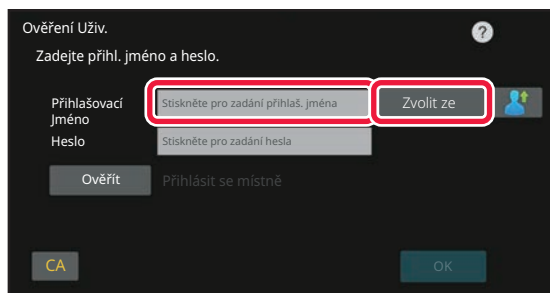 Ověření Uživ.
?
Zadejte přihl. jméno a heslo.
Přihlašovací
Jméno
Stiskněte pro zadání přihlaš. jména
Zvolit ze
Heslo
Stiskněte pro zadání hesla
Ověřít
Přihlásit se místně
CA
OK